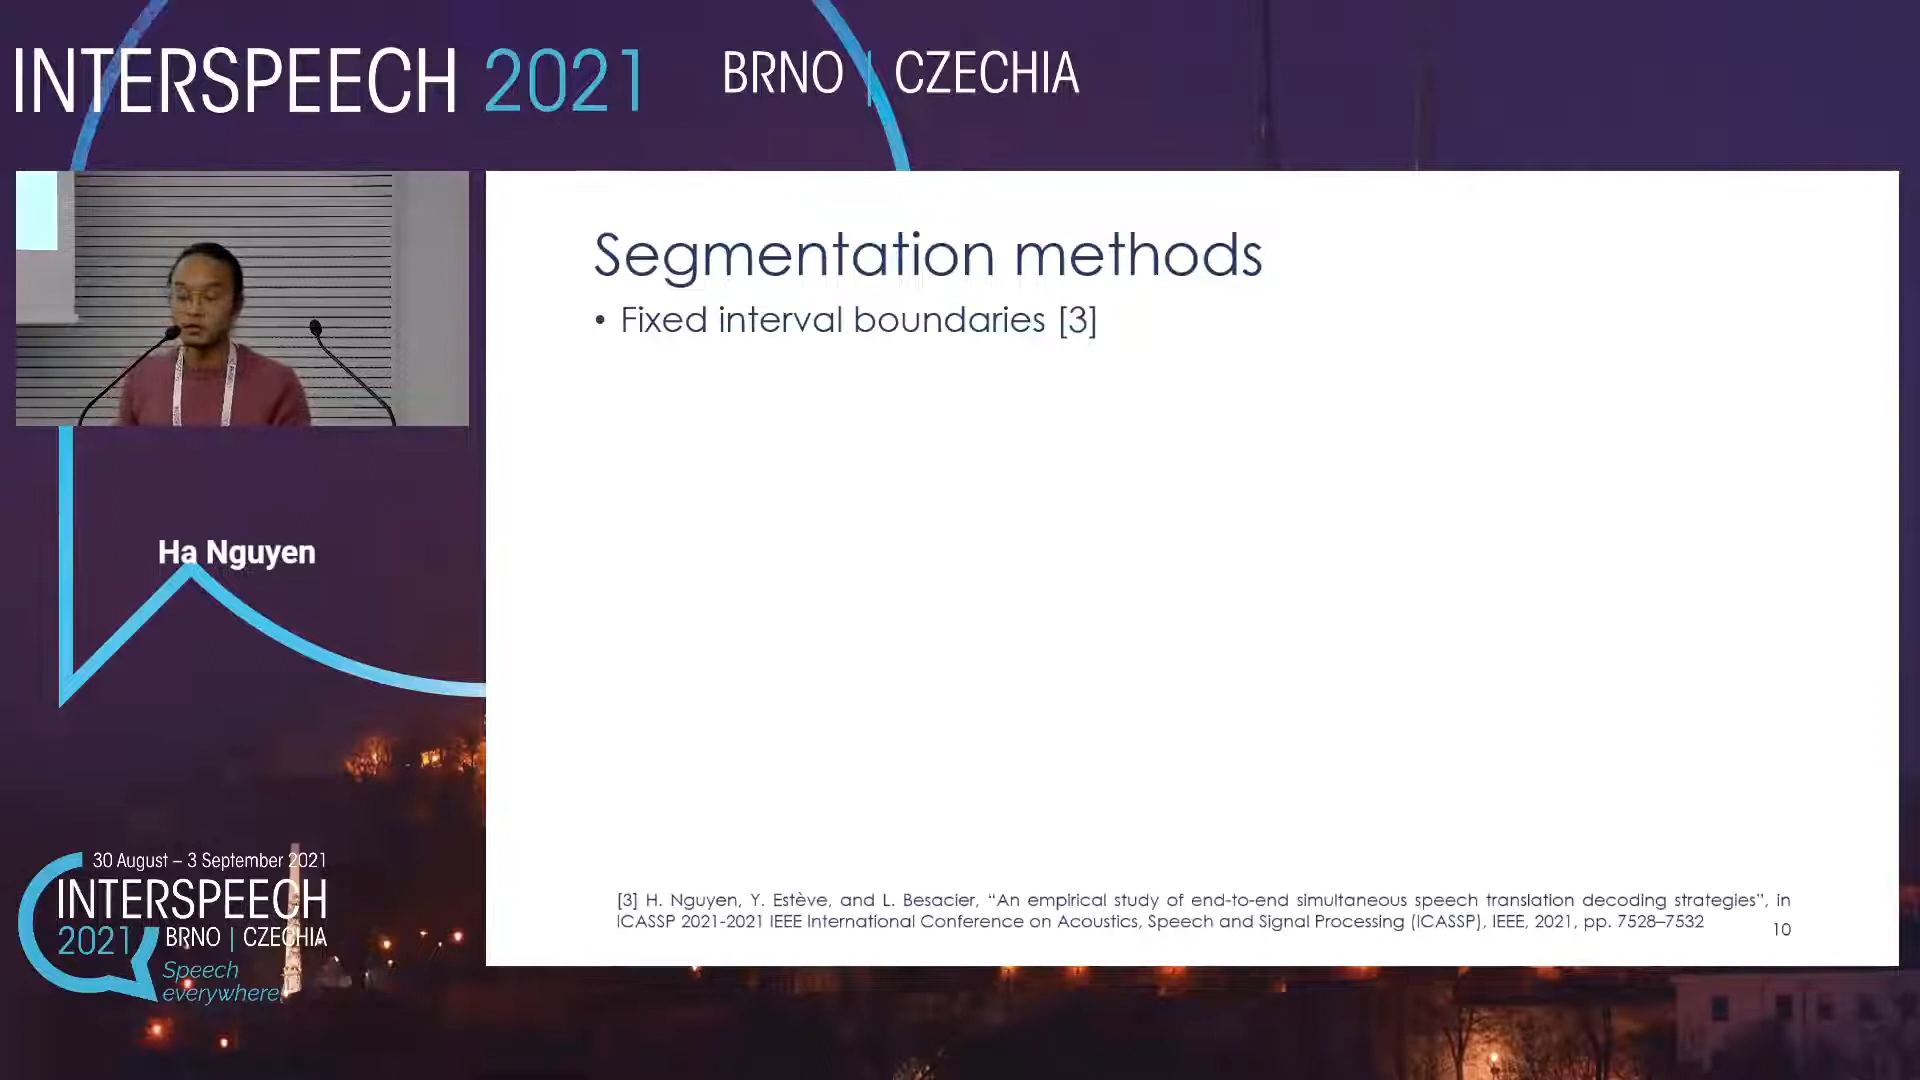 INTERSPEECH 2021 BRNO | CZECHIA
Segmentation methods
• Fixed interval boundaries [3]
Ha Nguyen
[3] H. Nguyen, Y. Estève, and L. Besacier, “An empirical study of end-to-end simultaneous speech translation decoding strategies”, in
ICASSP 2021-2021 IEEE International Conference on Acoustics, Speech and Signal Processing (ICASSP), IEEE, 2021, pp. 7528–7532
10
30 August – 3 September 2021
INTERSPEECH
2021 BRNO | CZECHIA
Speech
everywhere!